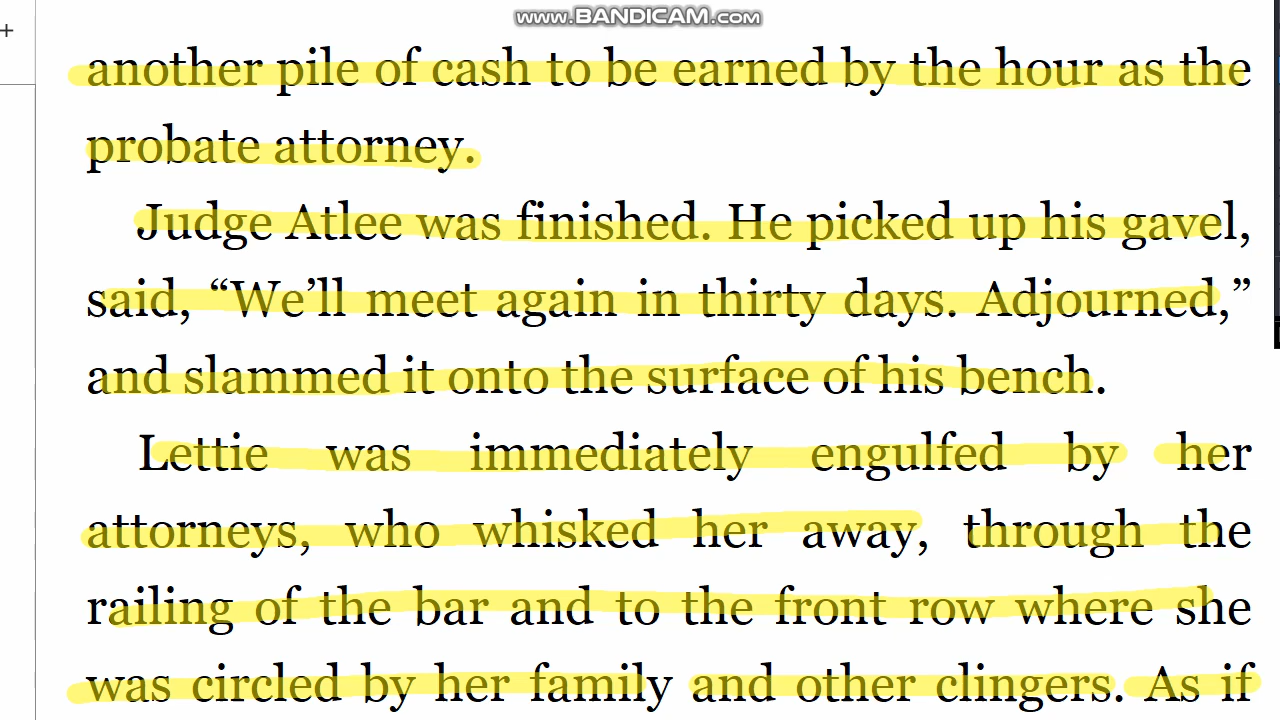 www.BANDICAM.com
another pile of cash to be earned by the hour as the
probate attorney.
Judge Atlee was finished. He picked up his gavel,
said, “We’ll meet again in thirty days. Adjourned,”
and slammed it onto the surface of his bench.
Lettie was immediately engulfed by her
attorneys, who whisked her away, through the
railing of the bar and to the front row where she
was circled by her family and other clingers. As if